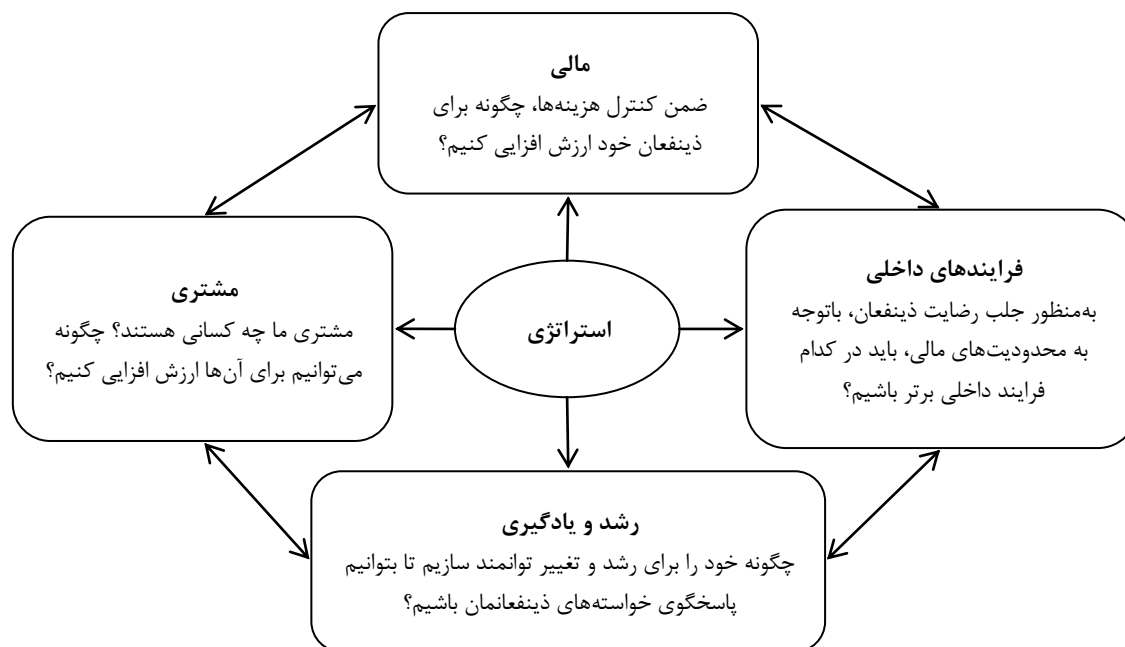 مالی
ضمن کنترل هزینه‌ها، چگونه برای
ذینفعان خود ارزش افزایی کنیم؟
فرایندهای داخلی
به‌منظور جلب رضایت ذینفعان، باتوجه
به محدودیت‌های مالی، باید در کدام
فرایند داخلی برتر باشیم؟
استراتژی
مشتری
مشتری ما چه کسانی هستند؟ چگونه
می‌توانیم برای آن‌ها ارزش افزایی کنیم؟
رشد و یادگیری
چگونه خود را برای رشد و تغییر توانمند سازیم تا بتوانیم
پاسخگوی خواسته‌های ذینفعانمان باشیم؟